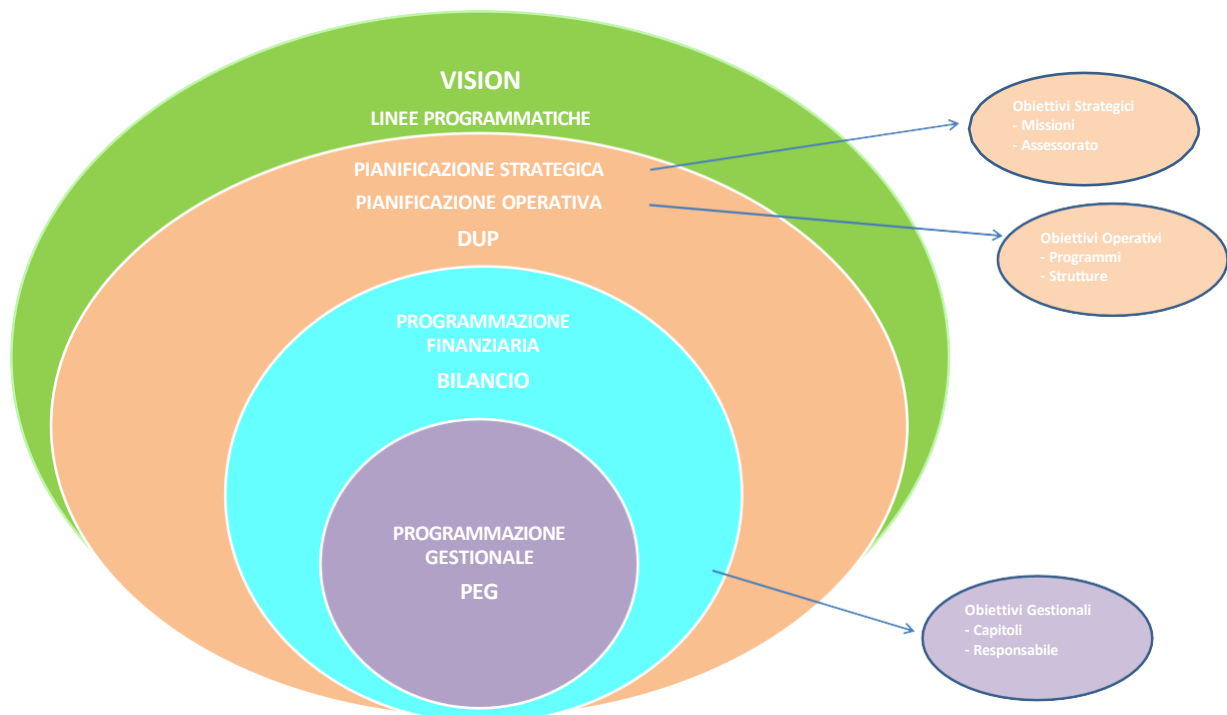 VISION
LINEE PROGRAMMATICHE
PIANIFICAZIONE STRATEGICA
PIANIFICAZIONE OPERATIVA
DUP
PROGRAMMAZIONE
FINANZIARIA
BILANCIO
PROGRAMMAZIONE
GESTIONALE
PEG
Obiettivi Strategici
- Missioni
- Assessorato
Obiettivi Operativi
- Programmi
- Strutture
Obiettivi Gestionali
- Capitoli
- Responsabile